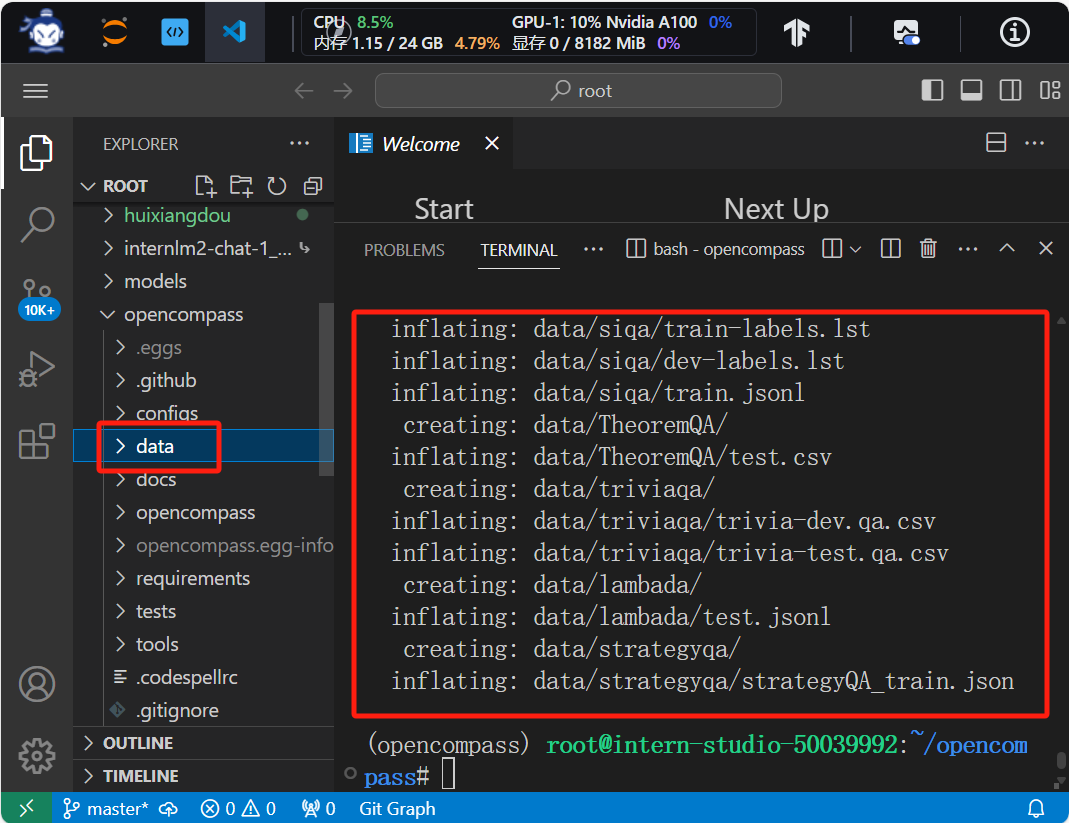 CPU 8.5% GPU-1: 10% Nvidia A100 0%
内存 1.15 / 24 GB 4.79% 显存 0 / 8182 MiB 0%
root
EXPLORER
Welcome
ROOT
Start Next Up
huixiangdou
internlm2-chat-1_...
models
opencompass
.eggs
.github
configs
data
docs
opencompass
opencompass.egg-info
requirements
tests
tools
.codespellrc
.gitignore
OUTLINE
TIMELINE
10K+
PROBLEMS TERMINAL ... bash - opencompass
inflating: data/siqa/train-labels.lst
inflating: data/siqa/dev-labels.lst
inflating: data/siqa/train.jsonl
creating: data/TheoremQA/
inflating: data/TheoremQA/test.csv
creating: data/triviaqa/
inflating: data/triviaqa/trivia-dev.qa.csv
inflating: data/triviaqa/trivia-test.qa.csv
creating: data/lambada/
inflating: data/lambada/test.jsonl
creating: data/strategyqa/
inflating: data/strategyqa/strategyQA_train.json
(opencompass) root@intern-studio-50039992:~/opencom
pass#
master* 0 0 0 Git Graph